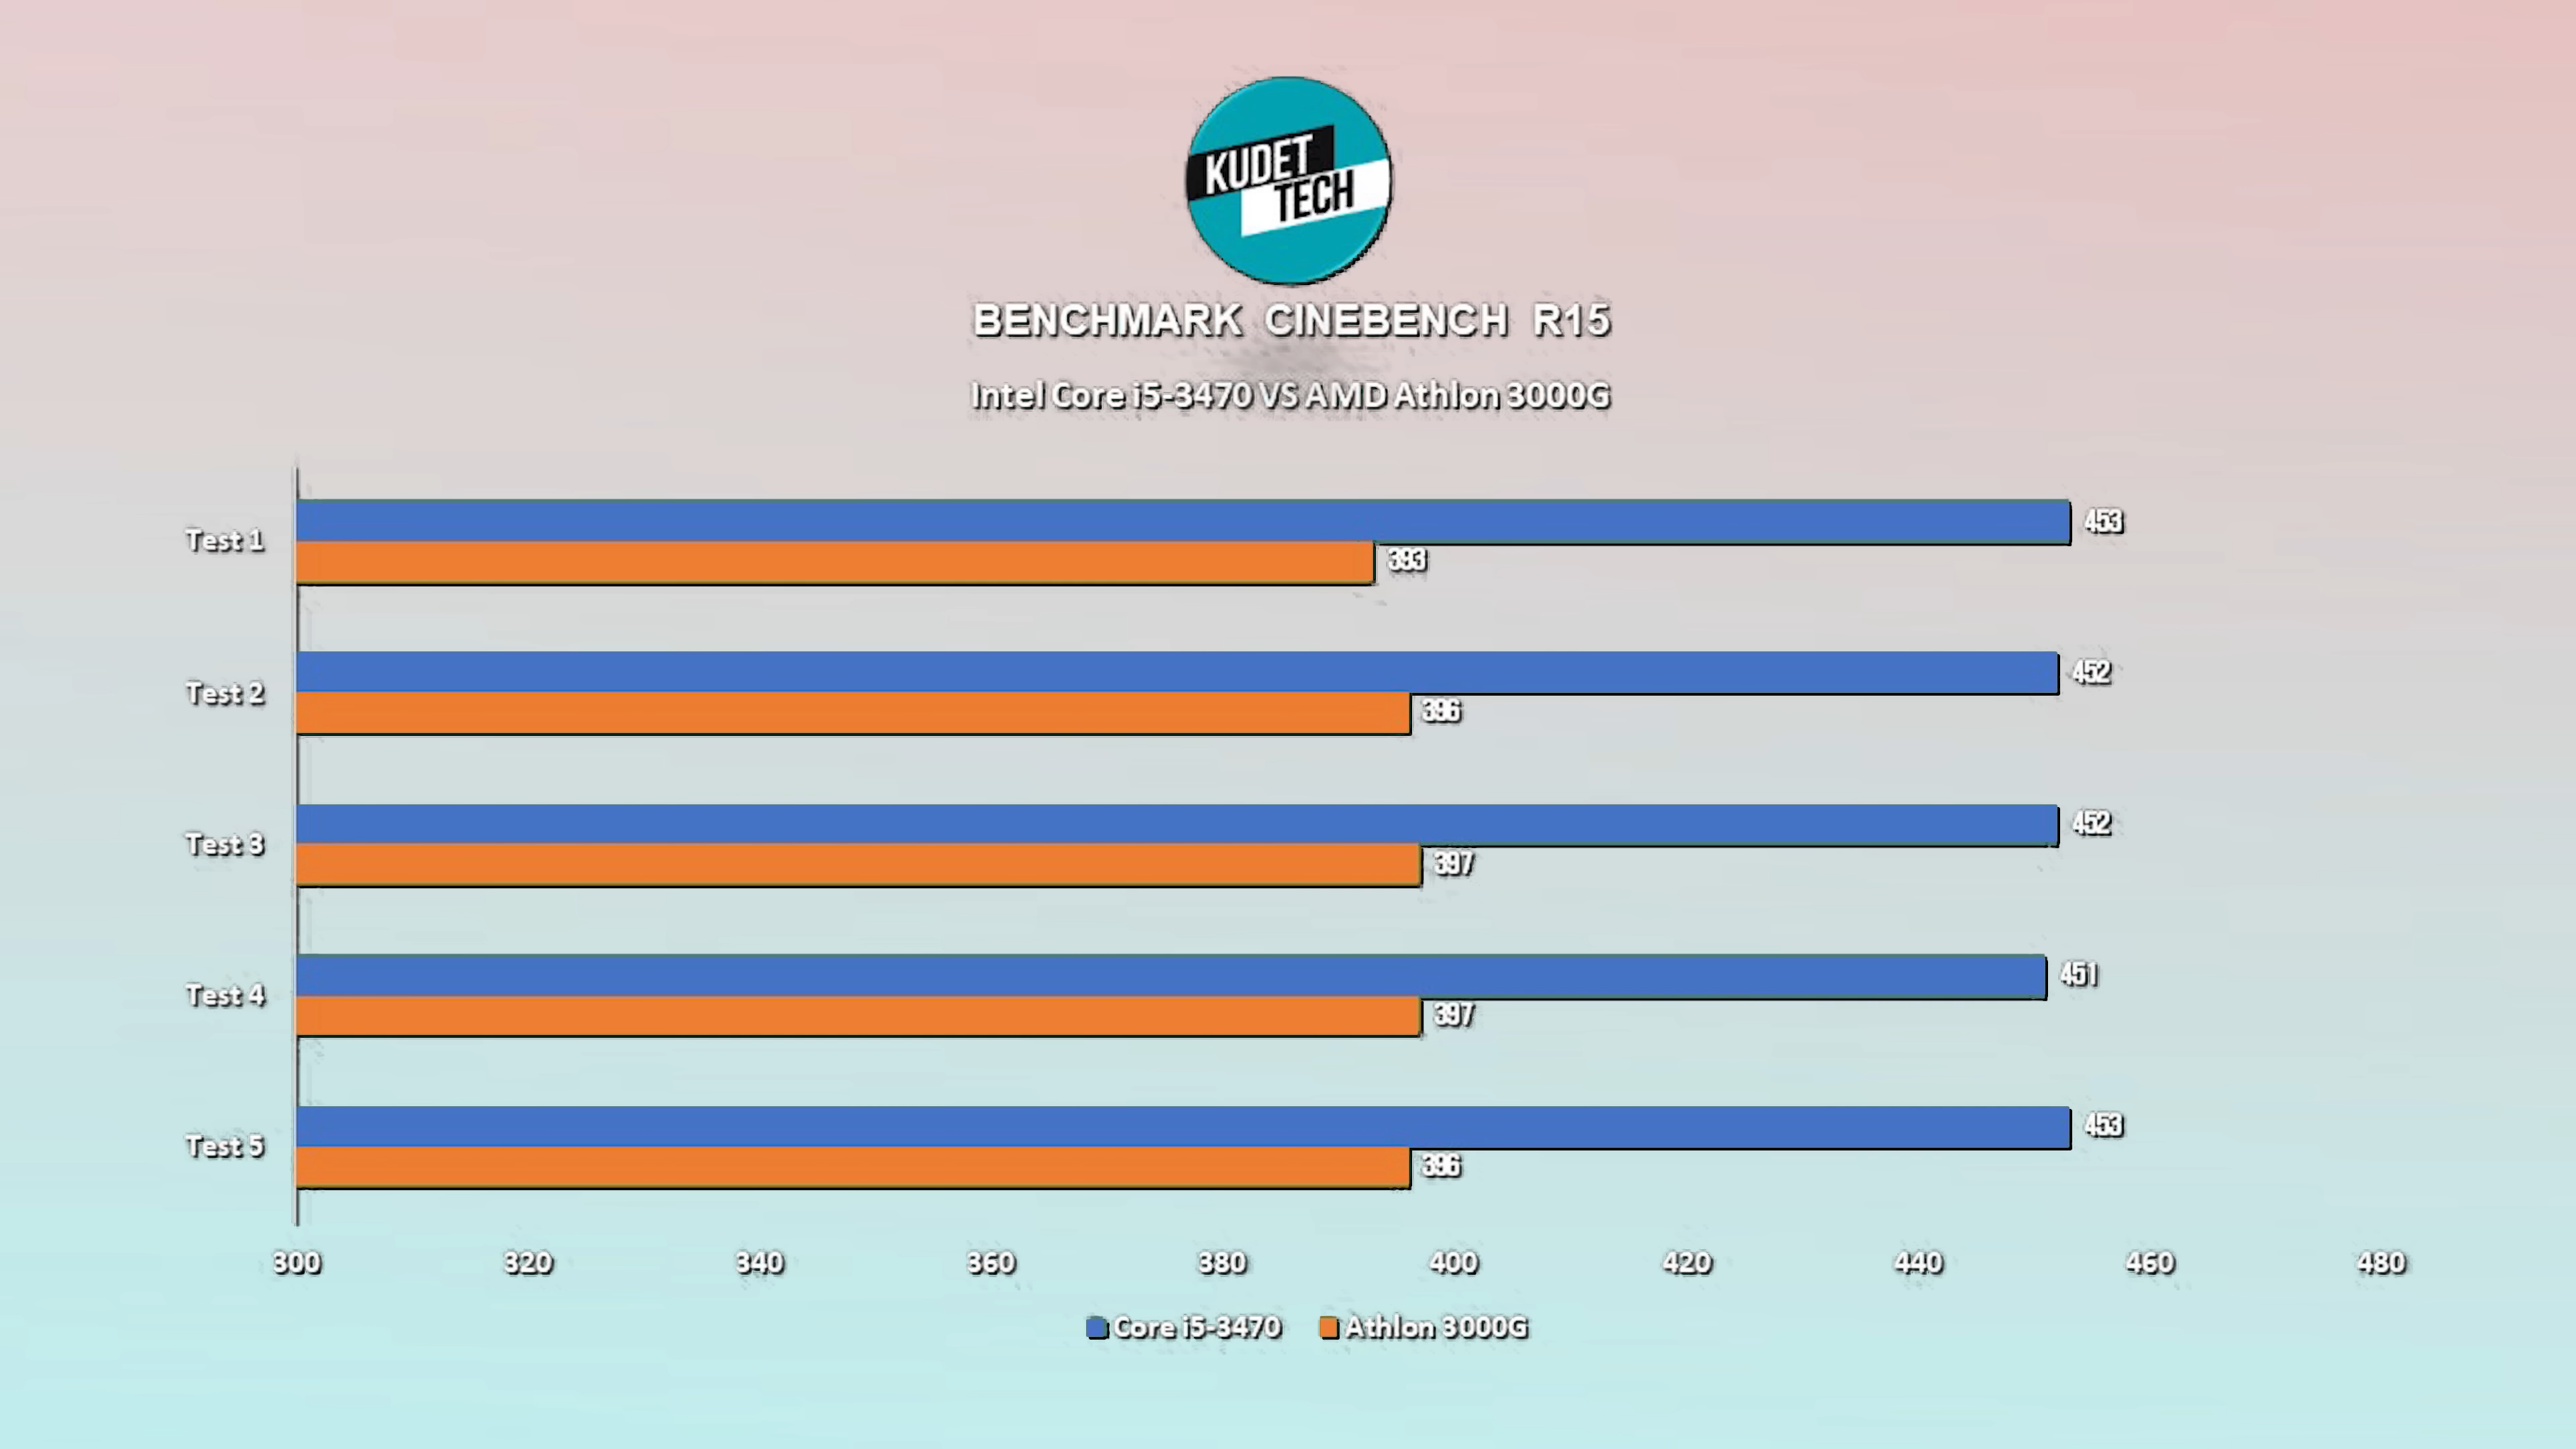 KUDET
TECH
BENCHMARK CINEBENCH R15
Intel Core i5-3470 VS AMD Athlon 3000G
Test 1
453
393
Test 2
452
396
Test 3
452
397
Test 4
451
397
Test 5
453
396
300 320 340 360 380 400 420 440 460 480
Core i5-3470 Athlon 3000G